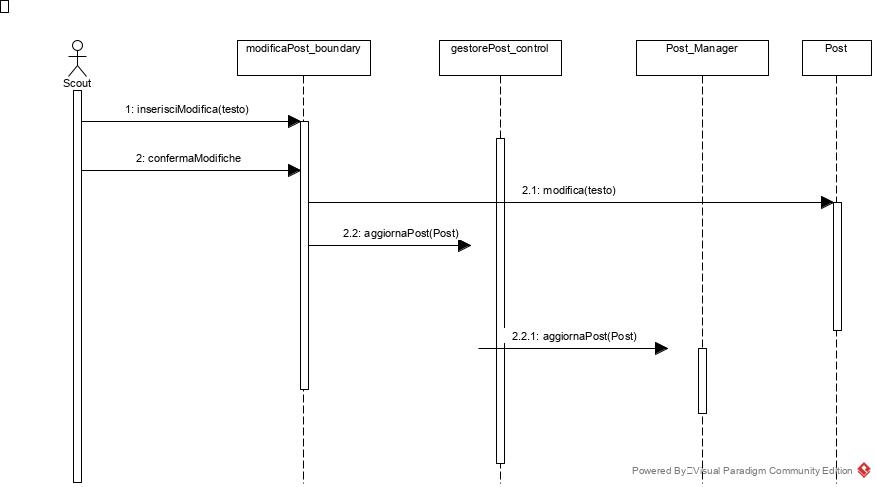 modificaPost_boundary
gestorePost_control
Post_Manager
Post
Scout
1: inserisciModifica(testo)
2: confermaModifiche
2.1: modifica(testo)
2.2: aggiornaPost(Post)
2.2.1: aggiornaPost(Post)
Powered By Visual Paradigm Community Edition